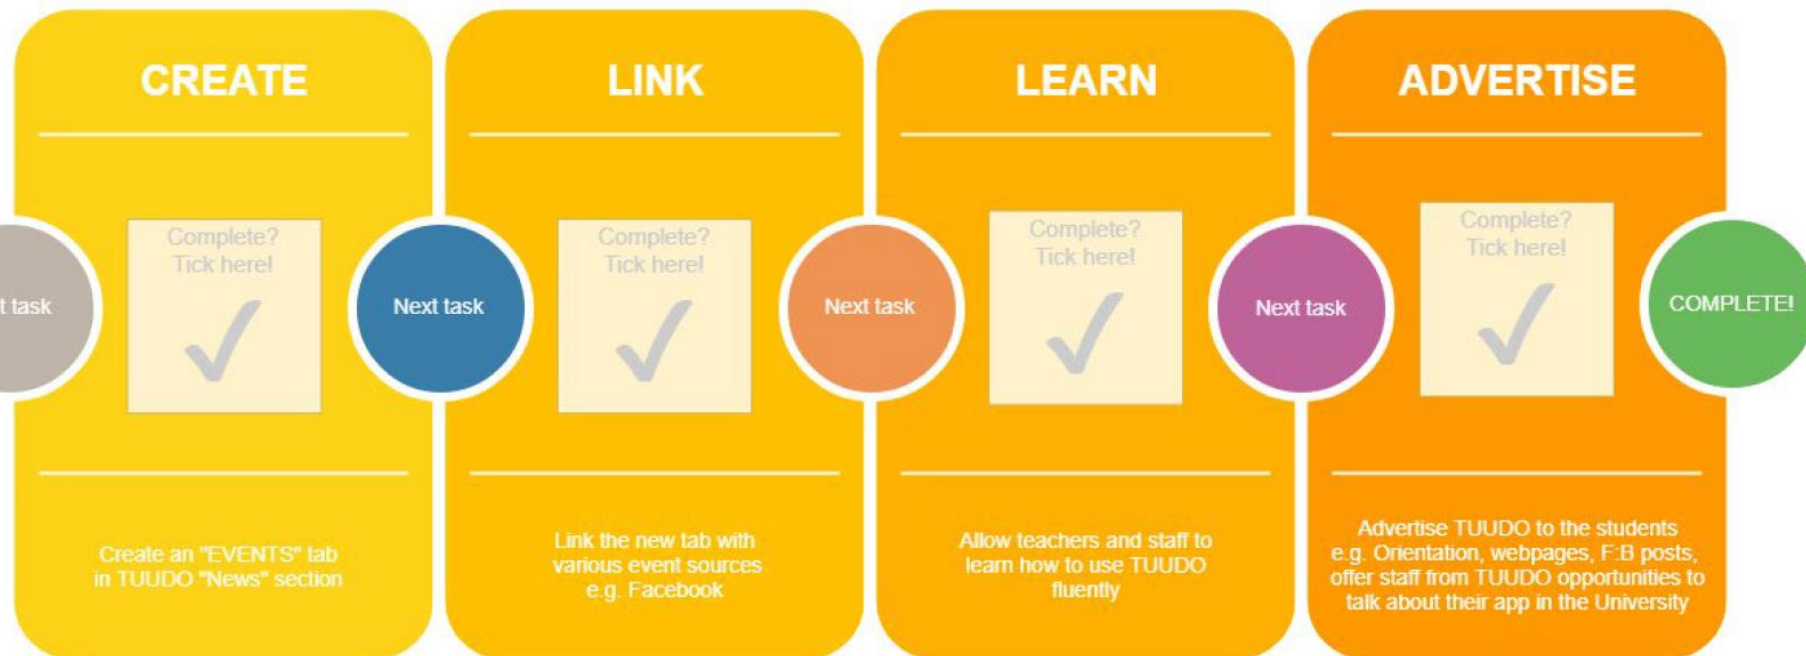 CREATE
Complete?
Tick here!
Create an "EVENTS" tab
in TUUDO "News" section
t task
Next task
LINK
Complete?
Tick here!
Link the new tab with
various event sources
e.g. Facebook
Next task
LEARN
Complete?
Tick here!
Allow teachers and staff to
learn how to use TUUDO
fluently
Next task
ADVERTISE
Complete?
Tick here!
Advertise TUUDO to the students
e.g. Orientation, webpages, F:B posts,
offer staff from TUUDO opportunities to
talk about their app in the University
COMPLETE!